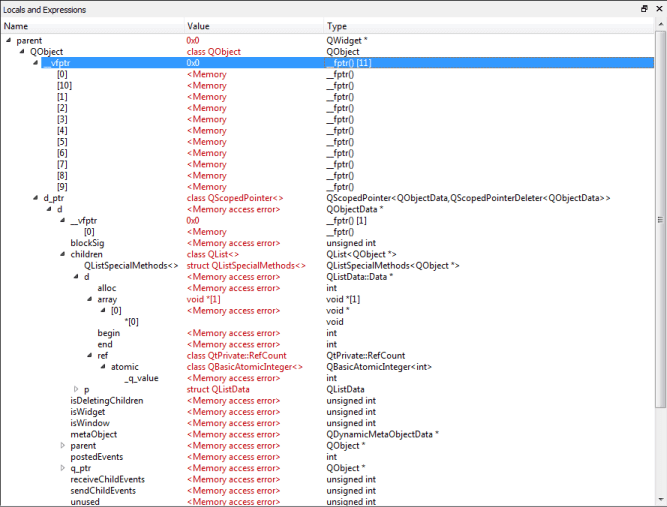 Locals and Expressions
Name Value Type
parent 0x0 QWidget *
QObject class QObject QObject
__vfptr 0x0 __fptr() [11]
[0] <Memory __fptr()
[10] <Memory __fptr()
[1] <Memory __fptr()
[2] <Memory __fptr()
[3] <Memory __fptr()
[4] <Memory __fptr()
[5] <Memory __fptr()
[6] <Memory __fptr()
[7] <Memory __fptr()
[8] <Memory __fptr()
[9] <Memory __fptr()
d_ptr class QScopedPointer<> QScopedPointer<QObjectData,QScopedPointerDeleter<QObjectData>>
d <Memory access error> QObjectData *
__vfptr 0x0 __fptr() [1]
[0] <Memory __fptr()
blockSig <Memory access error> unsigned int
children class QList<> QList<QObject *>
QListSpecialMethods<> struct QListSpecialMethods<> QListSpecialMethods<QObject *>
d <Memory access error> QListData::Data *
alloc <Memory access error> int
array void *[1] void *[1]
[0] <Memory access error> void *
*[0] void
begin <Memory access error> int
end <Memory access error> int
ref class QtPrivate::RefCount QtPrivate::RefCount
atomic class QBasicAtomicInteger<> QBasicAtomicInteger<int>
_q_value <Memory access error> int
p struct QListData QListData
isDeletingChildren <Memory access error> unsigned int
isWidget <Memory access error> unsigned int
isWindow <Memory access error> unsigned int
metaObject <Memory access error> QDynamicMetaObjectData *
parent <Memory access error> QObject *
postedEvents <Memory access error> int
q_ptr <Memory access error> QObject *
receiveChildEvents <Memory access error> unsigned int
sendChildEvents <Memory access error> unsigned int
unused <Memory access error> unsigned int